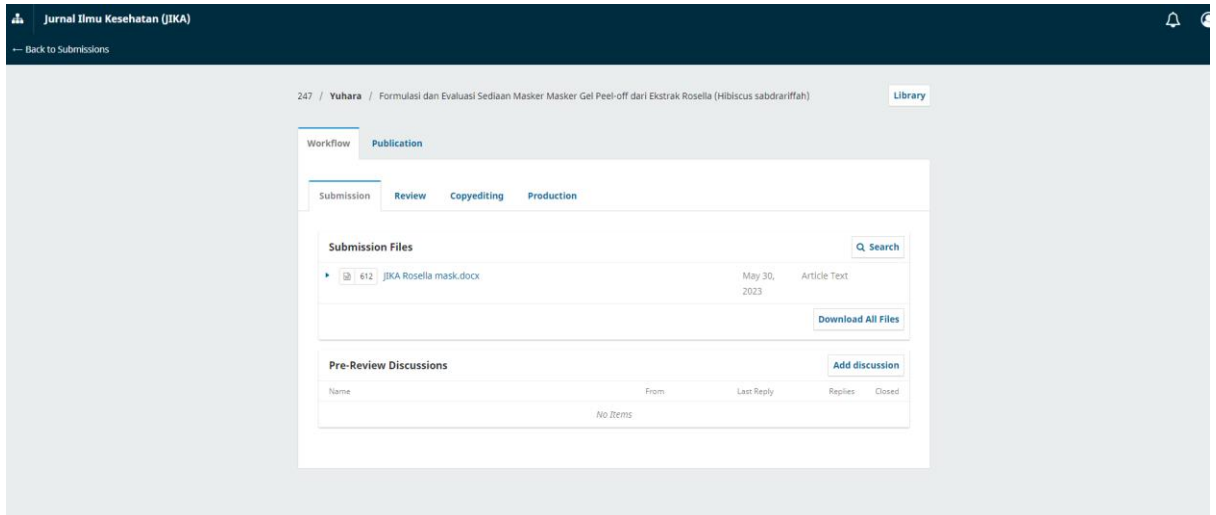 Jurnal Ilmu Kesehatan (JIKA)
← Back to Submissions
247 / Yuhara / Formulasi dan Evaluasi Sediaan Masker Masker Gel Peel-off dari Ekstrak Rosella (Hibiscus sabdrariffah)
Library
Workflow
Publication
Submission
Review
Copyediting
Production
Submission Files
Search
612 JIKA Rosella mask.docx
May 30,
2023
Article Text
Download All Files
Pre-Review Discussions
Add discussion
Name
From
Last Reply
Replies
Closed
No Items